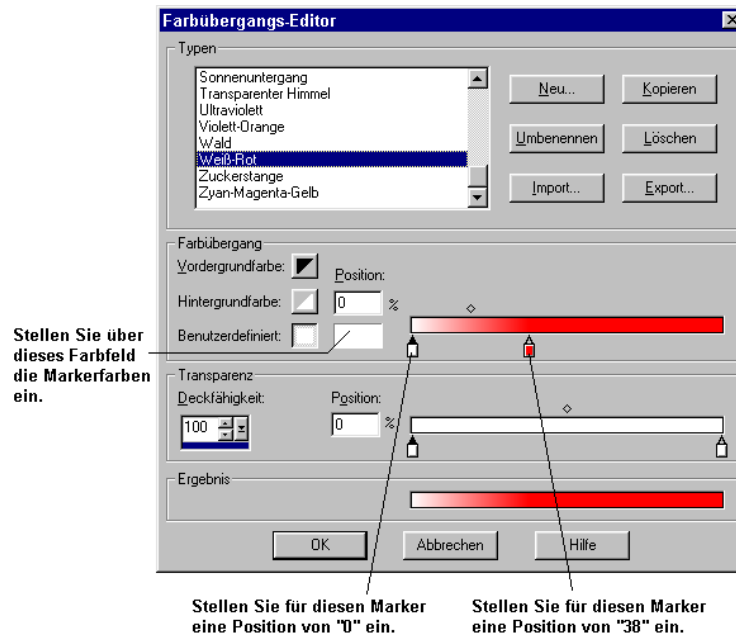 Farbübergangs-Editor
Typen
Sonnenuntergang
Transparenter Himmel
Ultraviolett
Violett-Orange
Wald
Weiß-Rot
Zuckerstange
Zyan-Magenta-Gelb
Neu... Kopieren
Umbenennen Löschen
Import... Export...
Farbübergang
Vordergrundfarbe: Position:
Hintergrundfarbe: 0 %
Benutzerdefiniert:
Stellen Sie über
dieses Farbfeld
die Markerfarben
ein.
Transparenz
Deckfähigkeit: Position:
100 0 %
Ergebnis
OK Abbrechen Hilfe
Stellen Sie für diesen Marker
eine Position von "0" ein.
Stellen Sie für diesen Marker
eine Position von "38" ein.